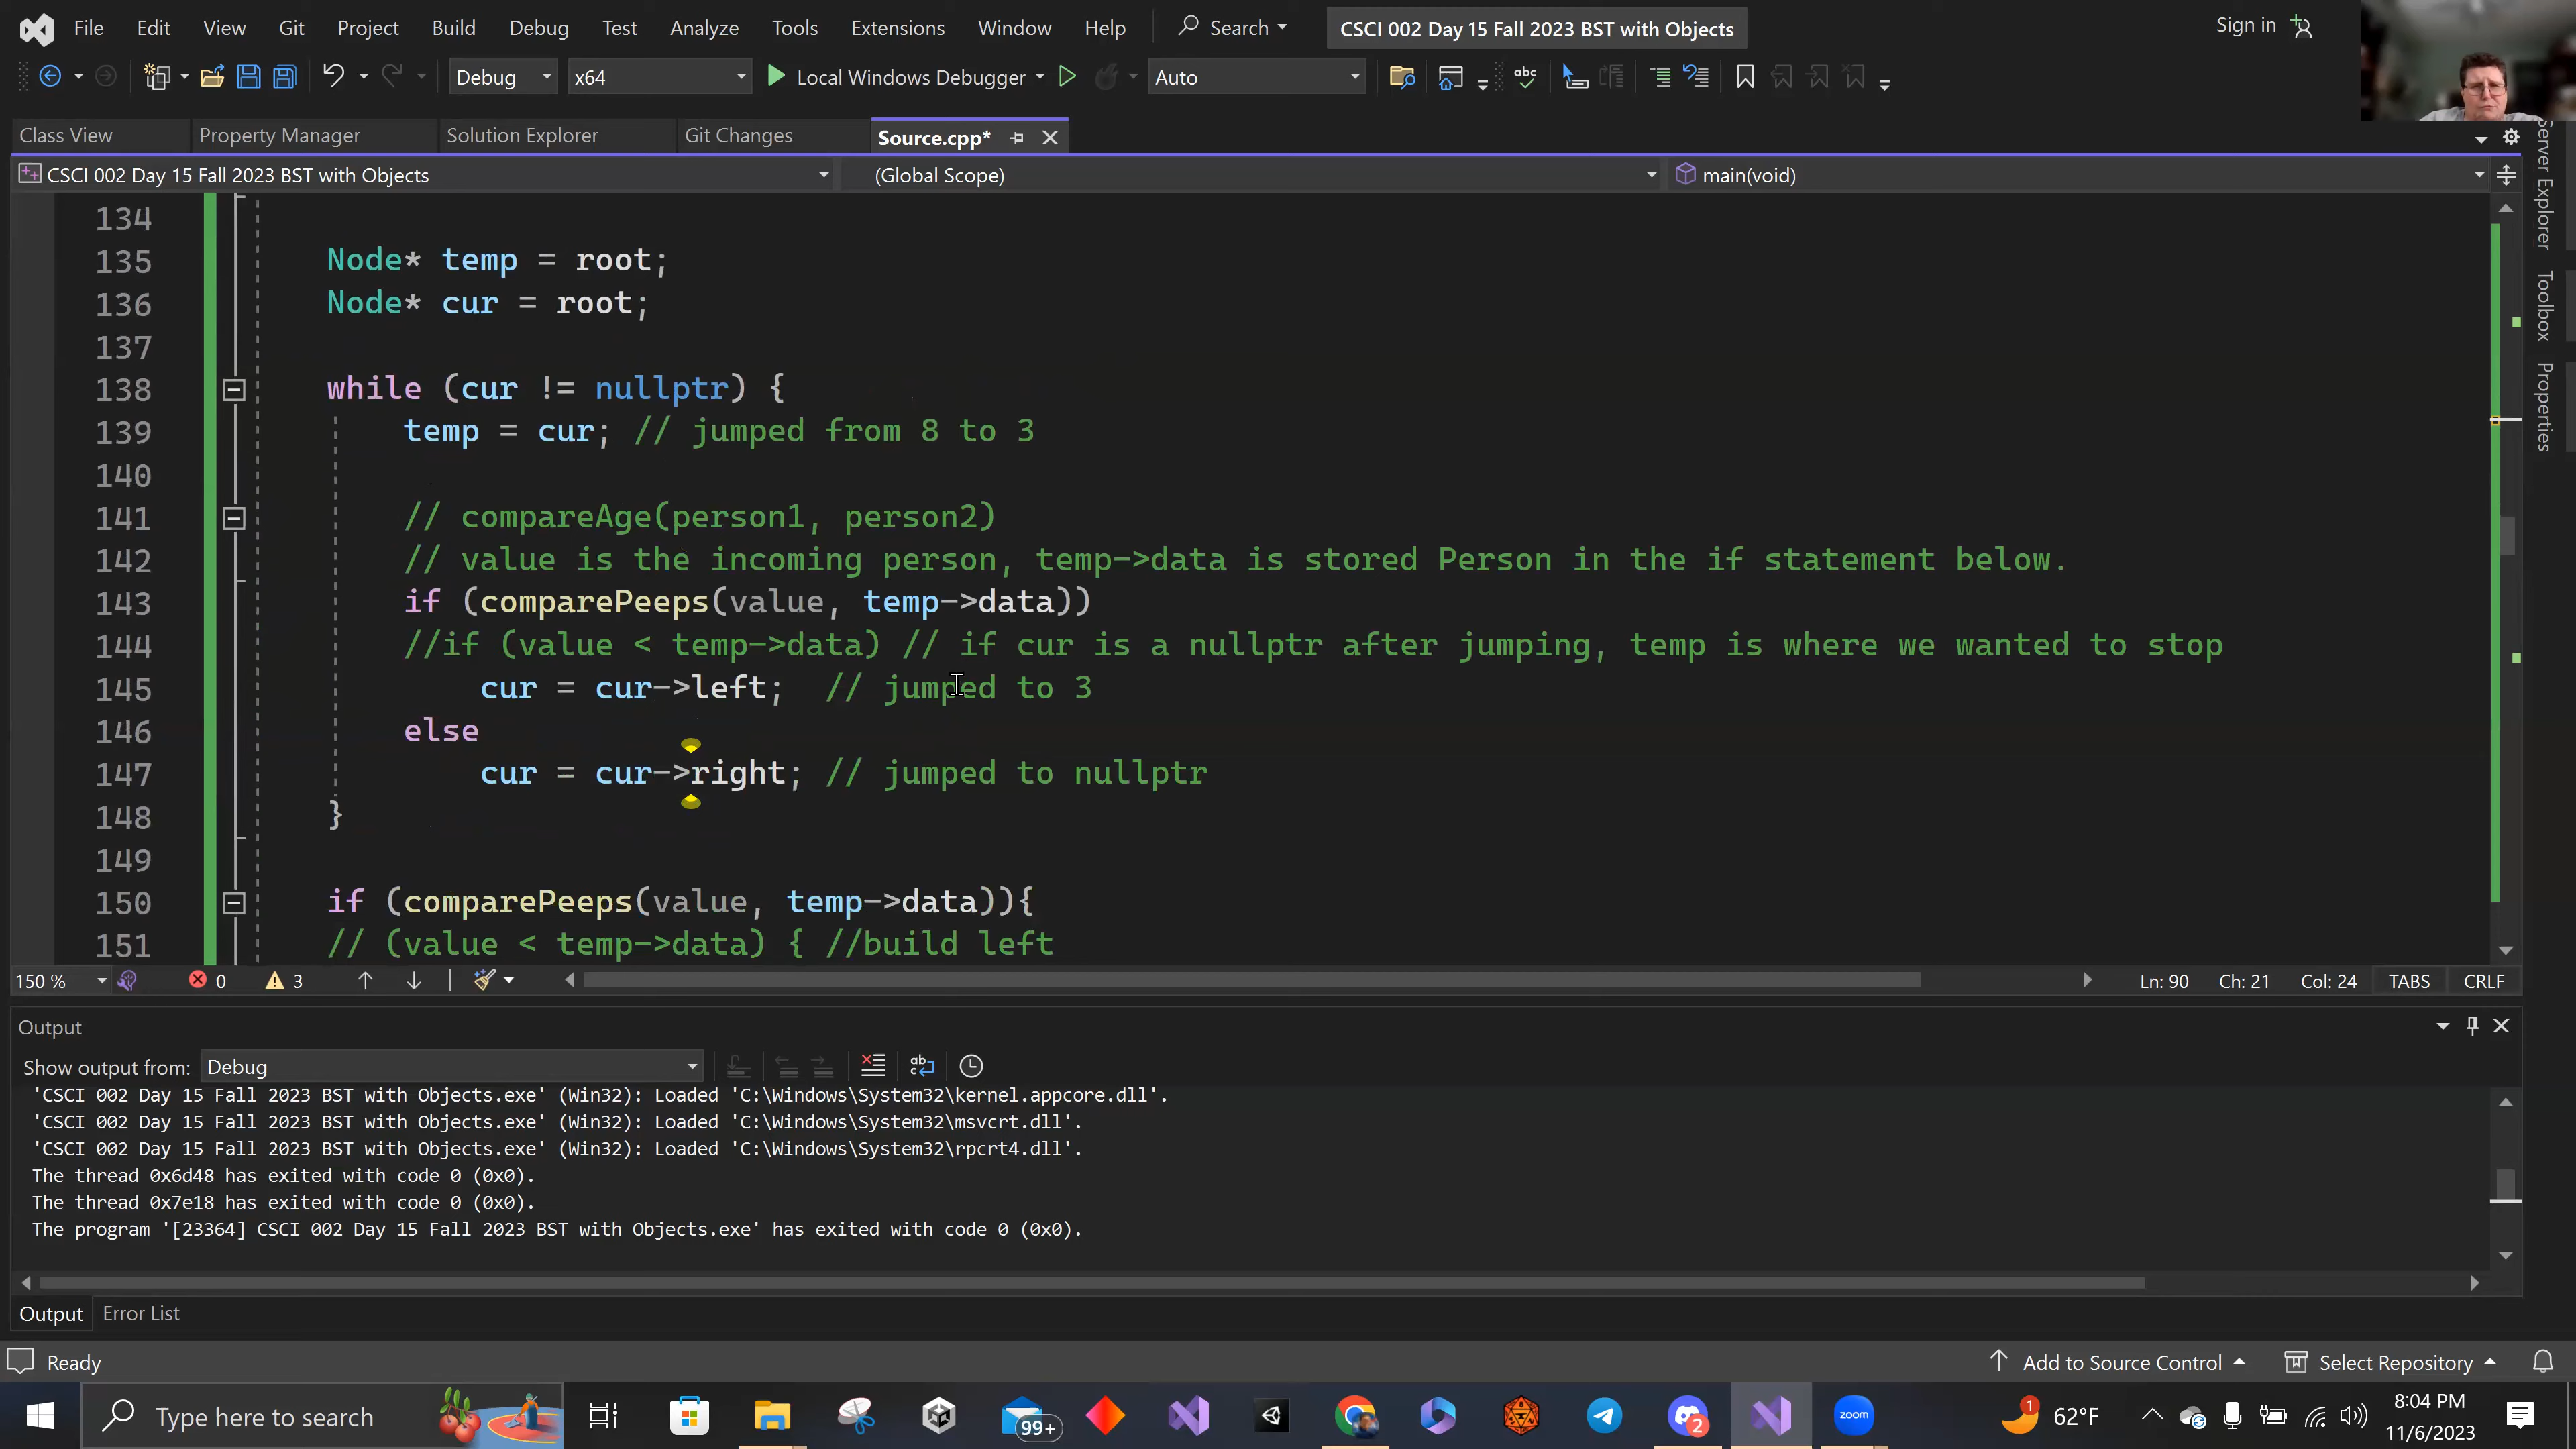 File Edit View Git Project Build Debug Test Analyze Tools Extensions Window Help Search CSCI 002 Day 15 Fall 2023 BST with Objects Sign in
Debug x64 Local Windows Debugger Auto
Class View Property Manager Solution Explorer Git Changes Source.cpp*
CSCI 002 Day 15 Fall 2023 BST with Objects (Global Scope) main(void)
134
135 Node* temp = root;
136 Node* cur = root;
137
138 while (cur != nullptr) {
139 temp = cur; // jumped from 8 to 3
140
141 // compareAge(person1, person2)
142 // value is the incoming person, temp->data is stored Person in the if statement below.
143 if (comparePeeps(value, temp->data))
144 //if (value < temp->data) // if cur is a nullptr after jumping, temp is where we wanted to stop
145 cur = cur->left; // jumped to 3
146 else
147 cur = cur->right; // jumped to nullptr
148 }
149
150 if (comparePeeps(value, temp->data)){
151 // (value < temp->data) { //build left
150 % 0 3 Ln: 90 Ch: 21 Col: 24 TABS CRLF
Server Explorer
Toolbox
Properties
Output
Show output from: Debug
'CSCI 002 Day 15 Fall 2023 BST with Objects.exe' (Win32): Loaded 'C:\Windows\System32\kernel.appcore.dll'.
'CSCI 002 Day 15 Fall 2023 BST with Objects.exe' (Win32): Loaded 'C:\Windows\System32\msvcrt.dll'.
'CSCI 002 Day 15 Fall 2023 BST with Objects.exe' (Win32): Loaded 'C:\Windows\System32\rpcrt4.dll'.
The thread 0x6d48 has exited with code 0 (0x0).
The thread 0x7e18 has exited with code 0 (0x0).
The program '[23364] CSCI 002 Day 15 Fall 2023 BST with Objects.exe' has exited with code 0 (0x0).
Output Error List
Ready Add to Source Control Select Repository
Type here to search 99+ 2 zoom 1 62°F 8:04 PM
11/6/2023